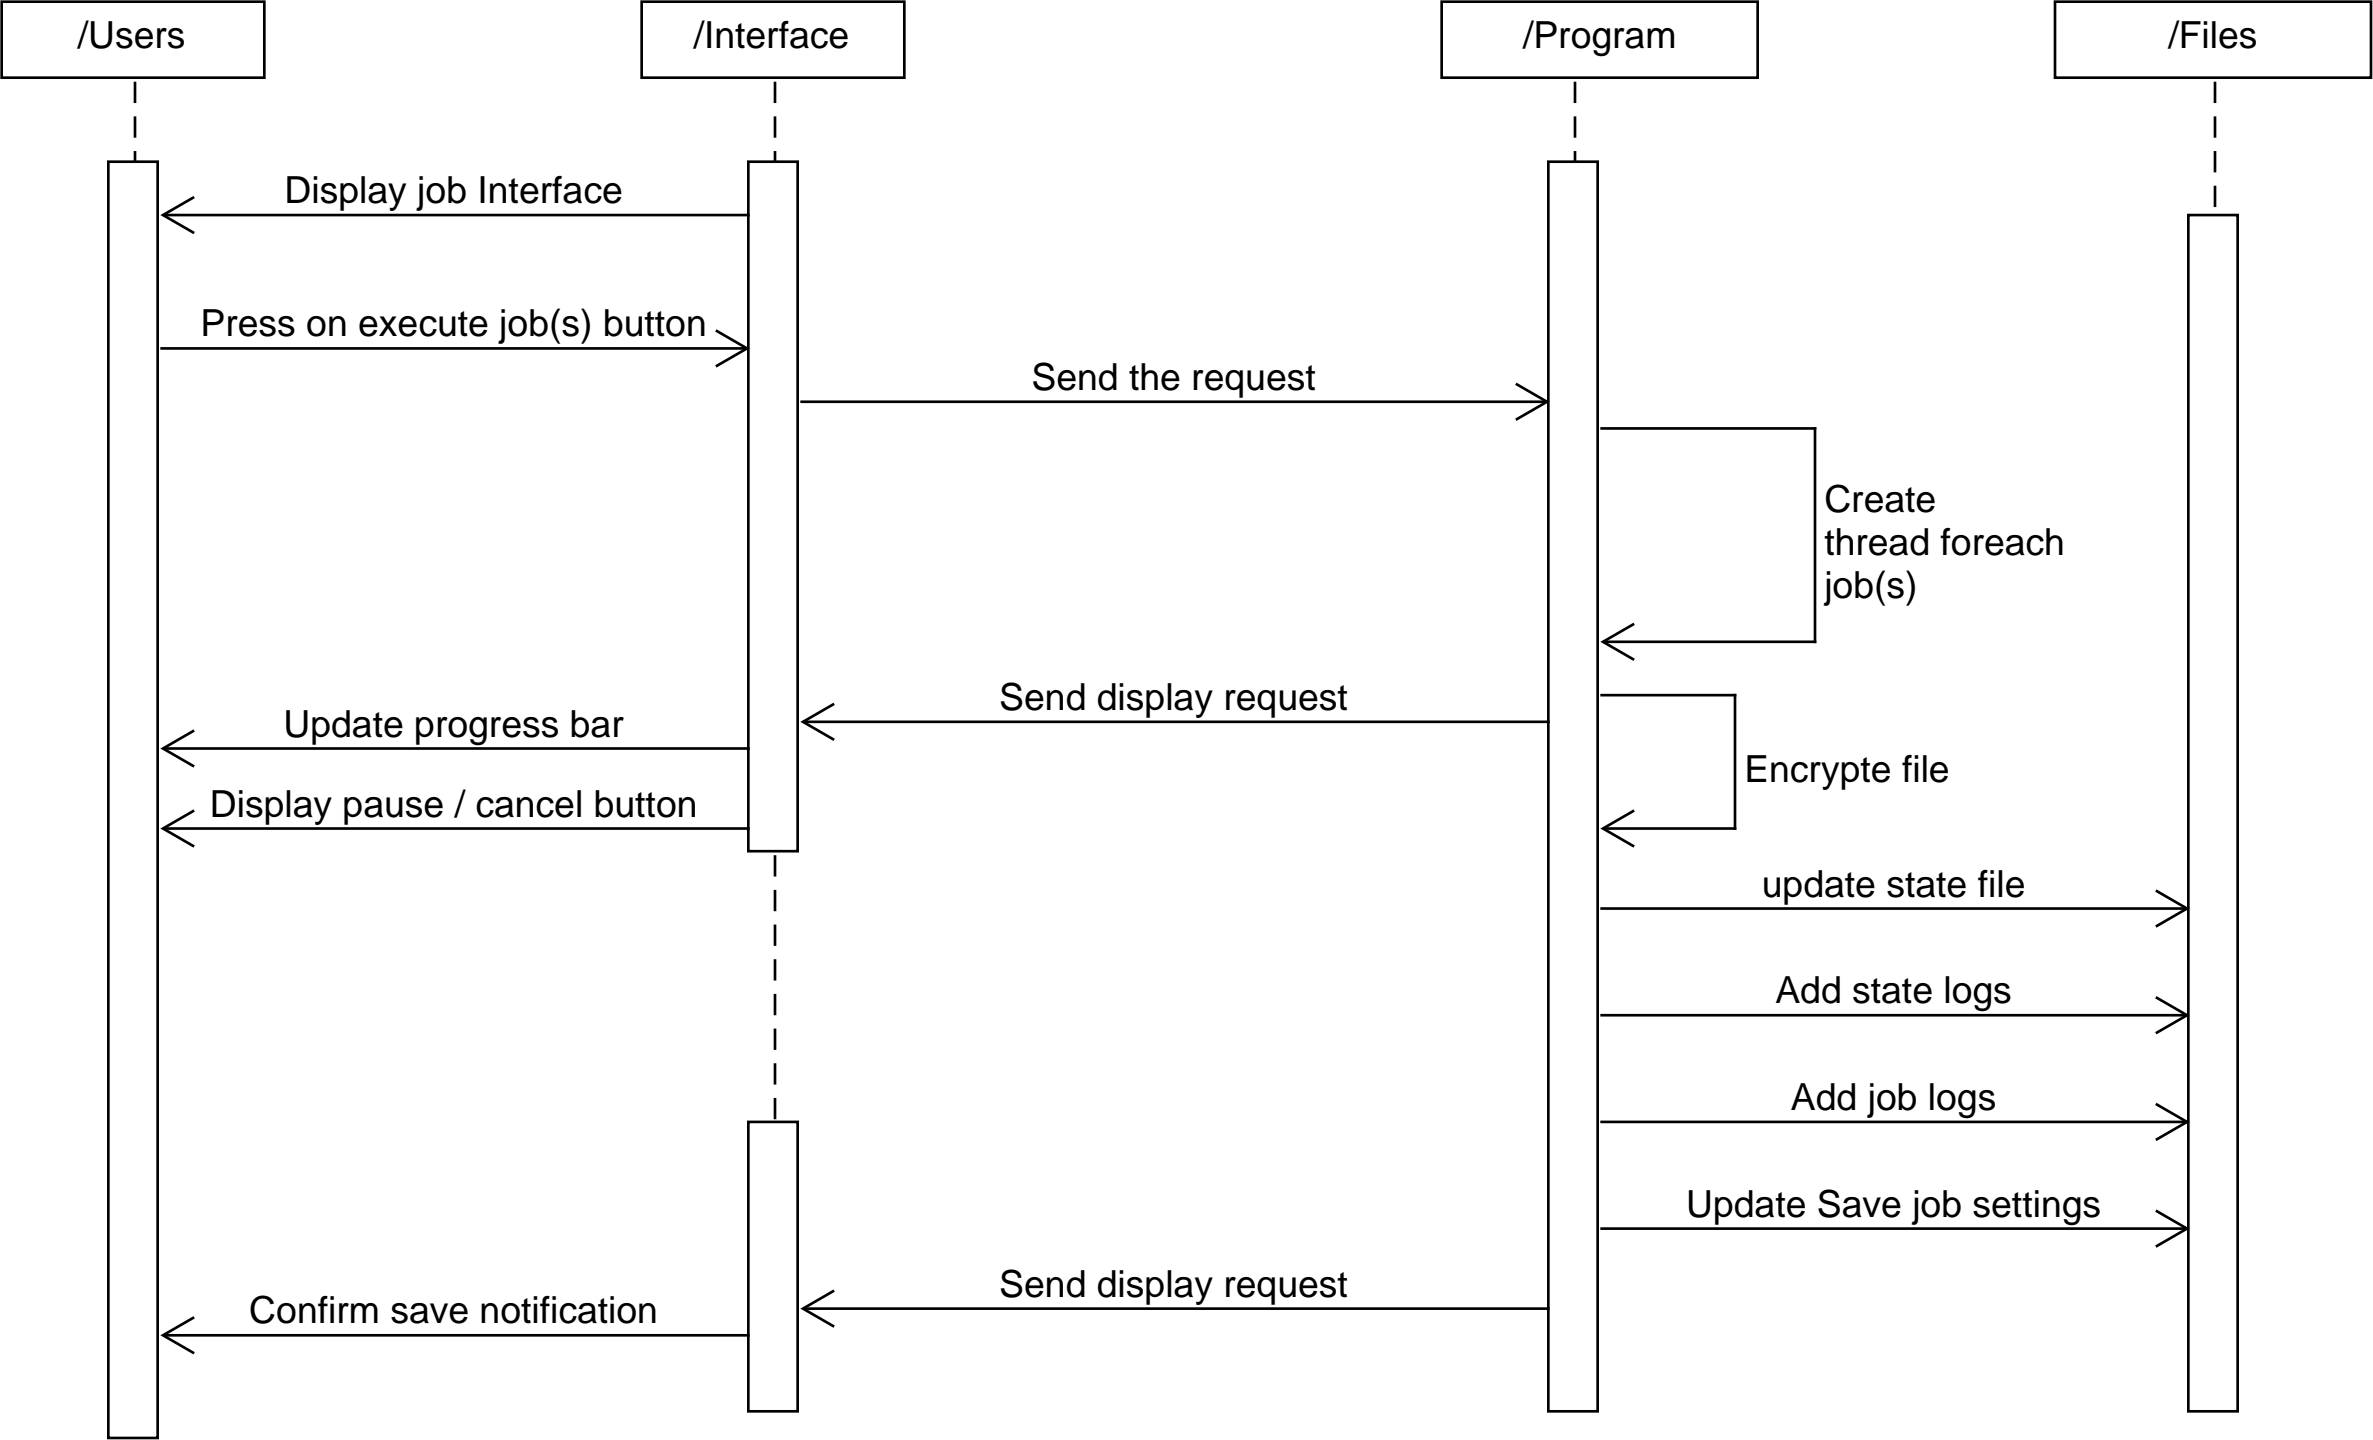 /Users
/Interface
/Program
/Files
Display job Interface
Press on execute job(s) button
Send the request
Create
thread foreach
job(s)
Send display request
Update progress bar
Encrypte file
Display pause / cancel button
update state file
Add state logs
Add job logs
Update Save job settings
Send display request
Confirm save notification